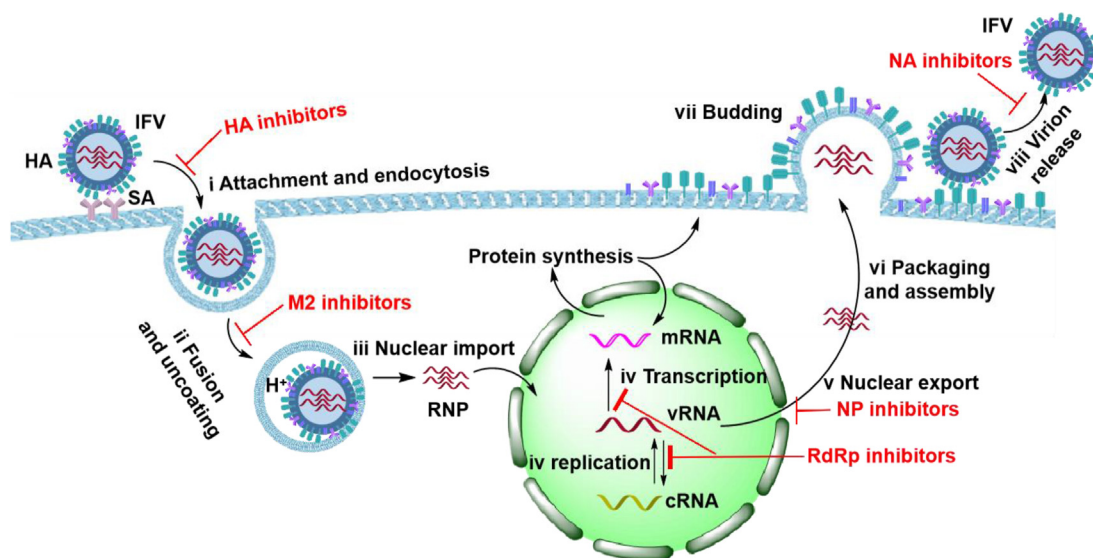 IFV
NA inhibitors
IFV
HA inhibitors
HA
vii Budding
viii Virion
release
i Attachment and endocytosis
SA
Protein synthesis
vi Packaging
and assembly
M2 inhibitors
ii Fusion
and uncoating
iii Nuclear import
H+
RNP
mRNA
iv Transcription
v Nuclear export
vRNA
NP inhibitors
iv replication
RdRp inhibitors
cRNA